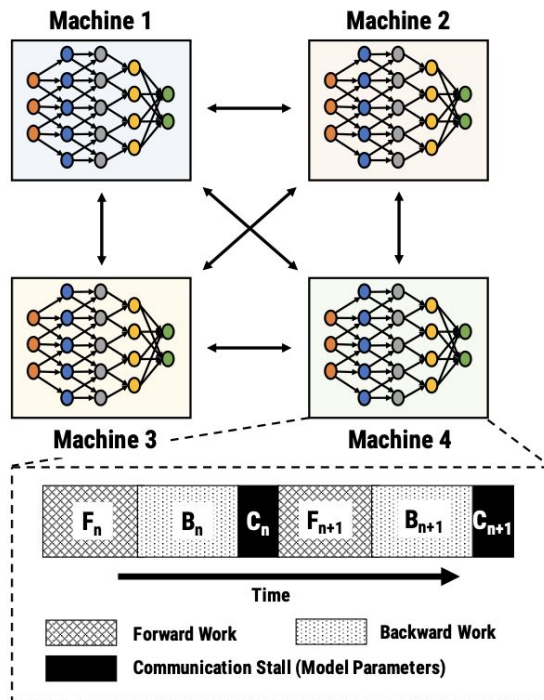 Machine 1
Machine 2
Machine 3
Machine 4
Fn Bn Cn Fn+1 Bn+1 Cn+1
Time
Forward Work
Backward Work
Communication Stall (Model Parameters)